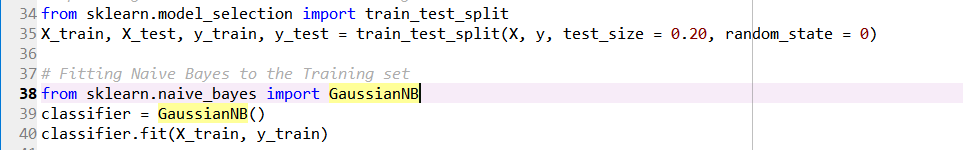 34 from sklearn.model_selection import train_test_split
35 X_train, X_test, y_train, y_test = train_test_split(X, y, test_size = 0.20, random_state = 0)
36
37 # Fitting Naive Bayes to the Training set
38 from sklearn.naive_bayes import GaussianNB
39 classifier = GaussianNB()
40 classifier.fit(X_train, y_train)